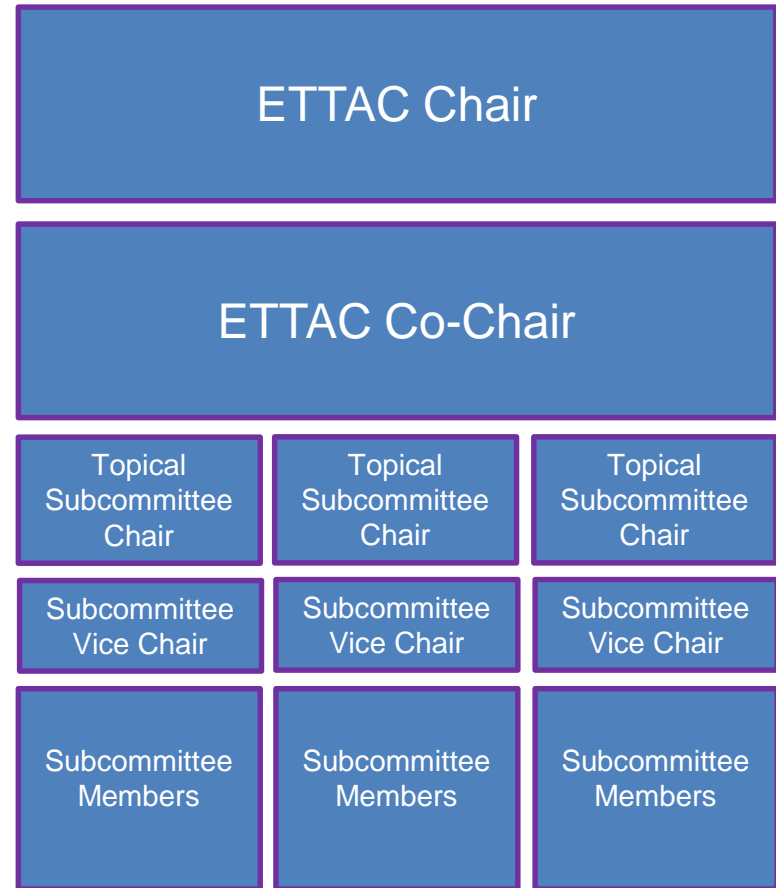 ETTAC Chair
ETTAC Co-Chair
Topical
Subcommittee
Chair
Topical
Subcommittee
Chair
Topical
Subcommittee
Chair
Subcommittee
Vice Chair
Subcommittee
Vice Chair
Subcommittee
Vice Chair
Subcommittee
Members
Subcommittee
Members
Subcommittee
Members